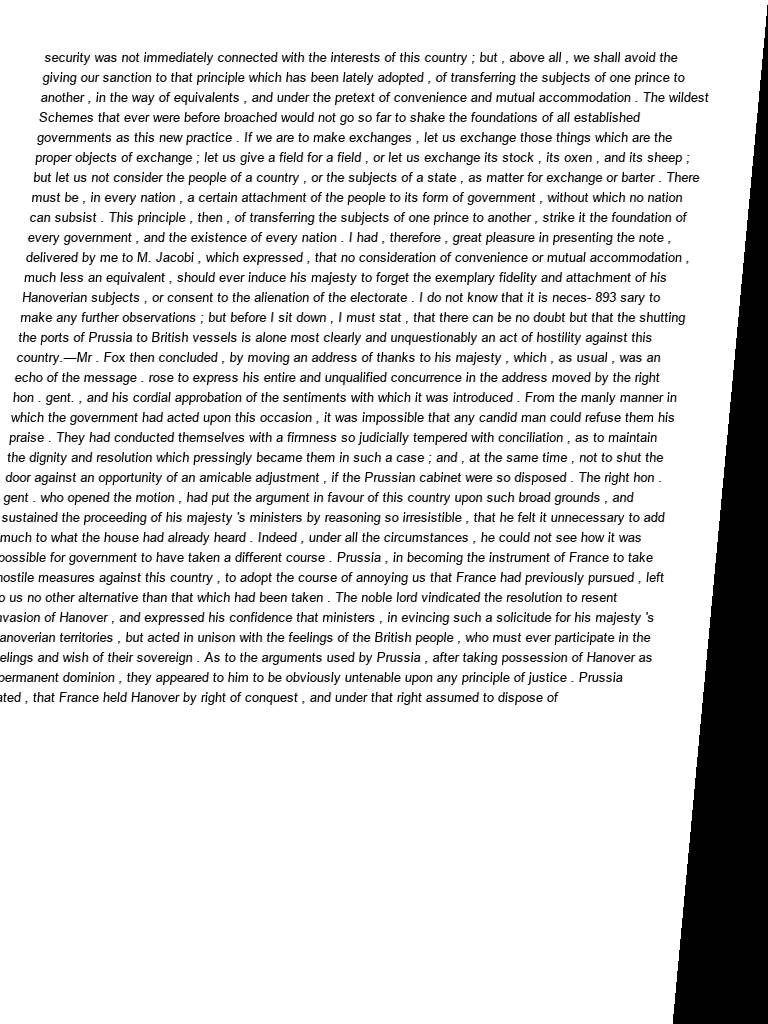 security was not immediately connected with the interests of this country ; but , above all , we shall avoid the
giving our sanction to that principle which has been lately adopted , of transferring the subjects of one prince to
another , in the way of equivalents , and under the pretext of convenience and mutual accommodation . The wildest
Schemes that ever were before broached would not go so far to shake the foundations of all established
governments as this new practice . If we are to make exchanges , let us exchange those things which are the
proper objects of exchange ; let us give a field for a field , or let us exchange its stock , its oxen , and its sheep ;
but let us not consider the people of a country , or the subjects of a state , as matter for exchange or barter . There
must be , in every nation , a certain attachment of the people to its form of government , without which no nation
can subsist . This principle , then , of transferring the subjects of one prince to another , strike it the foundation of
every government , and the existence of every nation . I had , therefore , great pleasure in presenting the note ,
delivered by me to M. Jacobi , which expressed , that no consideration of convenience or mutual accommodation ,
much less an equivalent , should ever induce his majesty to forget the exemplary fidelity and attachment of his
Hanoverian subjects , or consent to the alienation of the electorate . I do not know that it is neces- 893 sary to
make any further observations ; but before I sit down , I must stat , that there can be no doubt but that the shutting
the ports of Prussia to British vessels is alone most clearly and unquestionably an act of hostility against this
country.—Mr . Fox then concluded , by moving an address of thanks to his majesty , which , as usual , was an
echo of the message . rose to express his entire and unqualified concurrence in the address moved by the right
hon . gent. , and his cordial approbation of the sentiments with which it was introduced . From the manly manner in
which the government had acted upon this occasion , it was impossible that any candid man could refuse them his
praise . They had conducted themselves with a firmness so judicially tempered with conciliation , as to maintain
the dignity and resolution which pressingly became them in such a case ; and , at the same time , not to shut the
door against an opportunity of an amicable adjustment , if the Prussian cabinet were so disposed . The right hon .
gent . who opened the motion , had put the argument in favour of this country upon such broad grounds , and
sustained the proceeding of his majesty 's ministers by reasoning so irresistible , that he felt it unnecessary to add
much to what the house had already heard . Indeed , under all the circumstances , he could not see how it was
possible for government to have taken a different course . Prussia , in becoming the instrument of France to take
hostile measures against this country , to adopt the course of annoying us that France had previously pursued , left
us no other alternative than that which had been taken . The noble lord vindicated the resolution to resent
of Hanover , and expressed his confidence that ministers , in evincing such a solicitude for his majesty 's
territories , but acted in unison with the feelings of the British people , who must ever participate in the
and wish of their sovereign . As to the arguments used by Prussia , after taking possession of Hanover as
permanent dominion , they appeared to him to be obviously untenable upon any principle of justice . Prussia
, that France held Hanover by right of conquest , and under that right assumed to dispose of